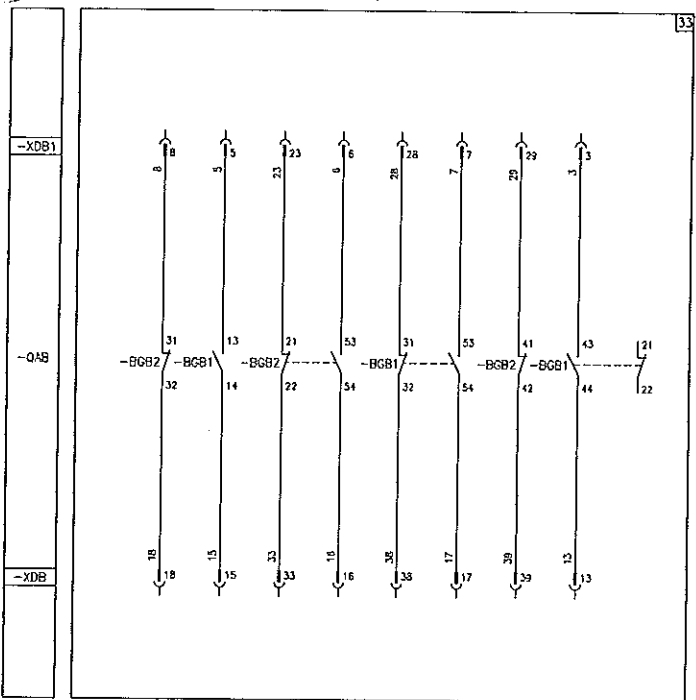 33
-XDB1
8 5 23 6 28 7 29 3
8 5 23 6 28 7 29 3
31 13 21 53 31 53 41 43 21
-QAB -BGB2 -BGB1 -BGB2 -BGB1 -BGB2 -BGB1
32 14 22 54 32 54 42 44 22
18 15 33 16 38 17 39 13
-XDB 18 15 33 16 38 17 39 13